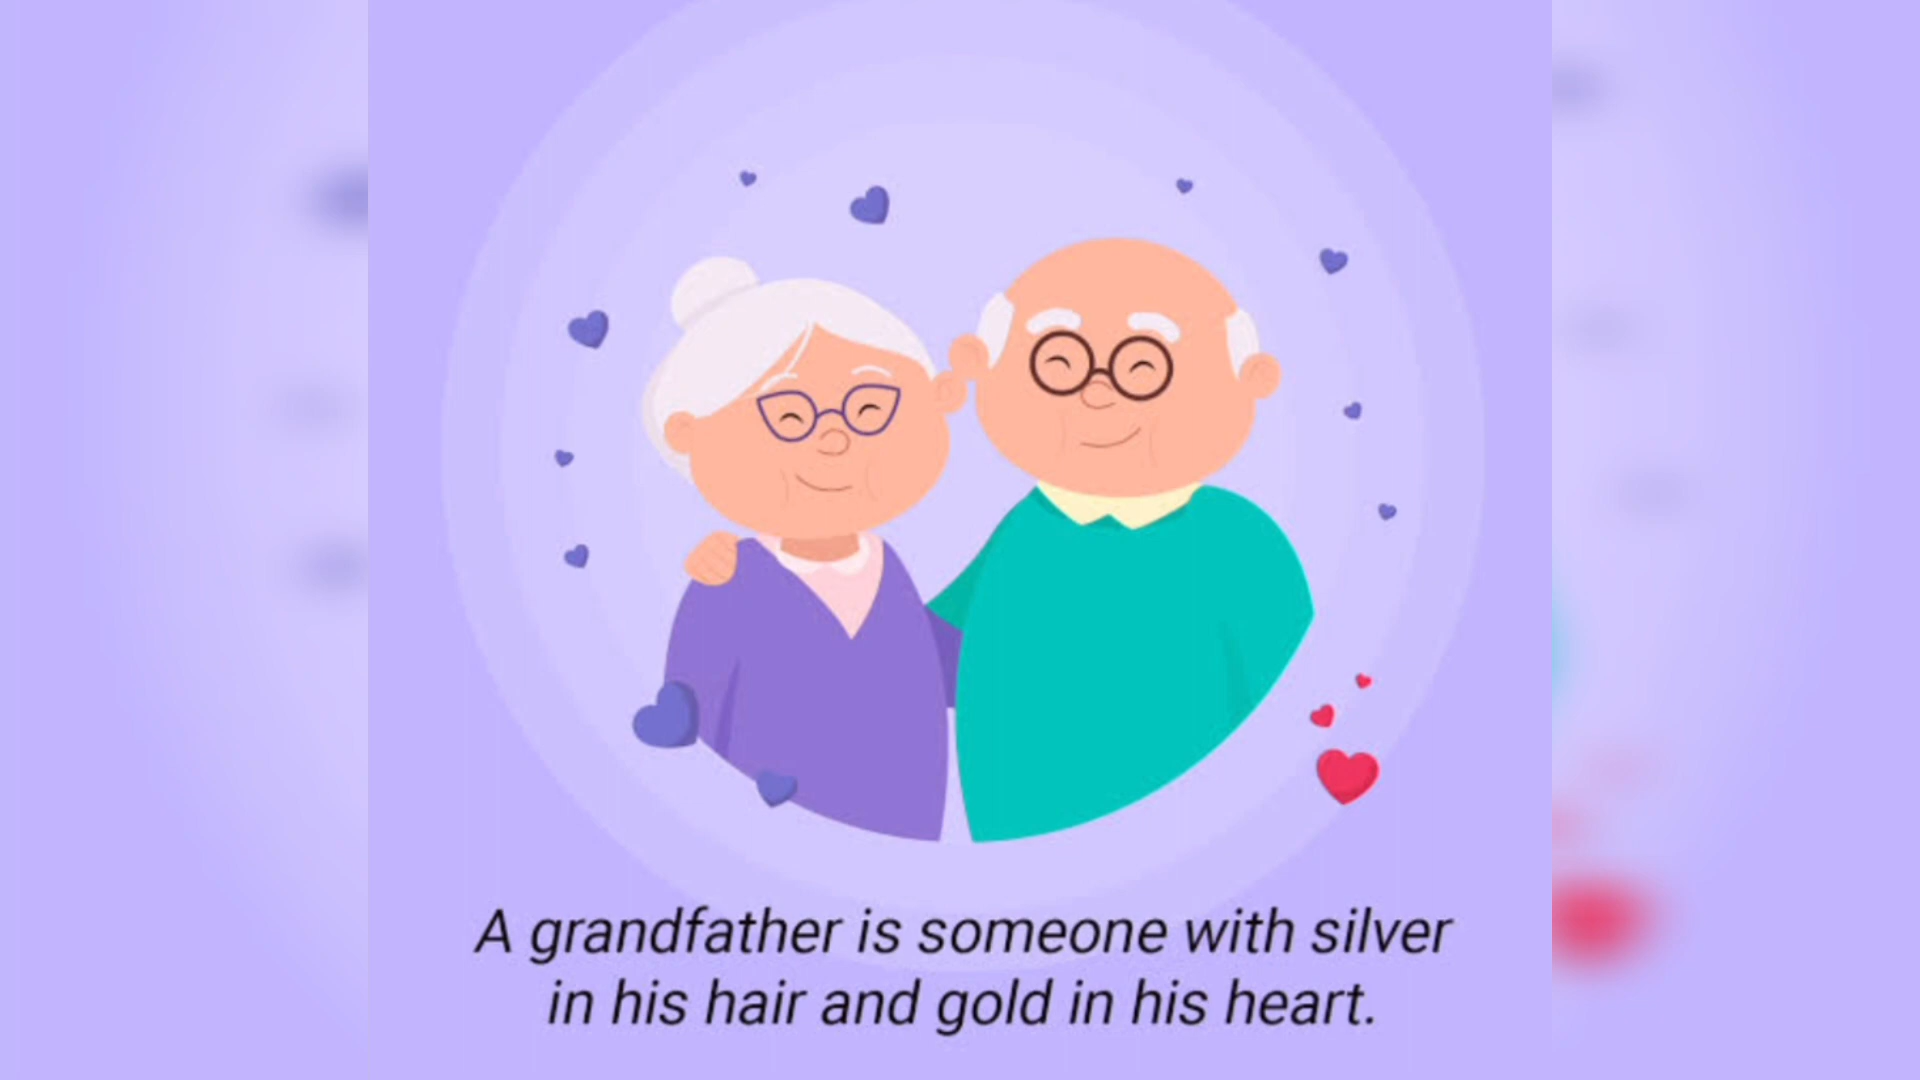 A grandfather is someone with silver
in his hair and gold in his heart.